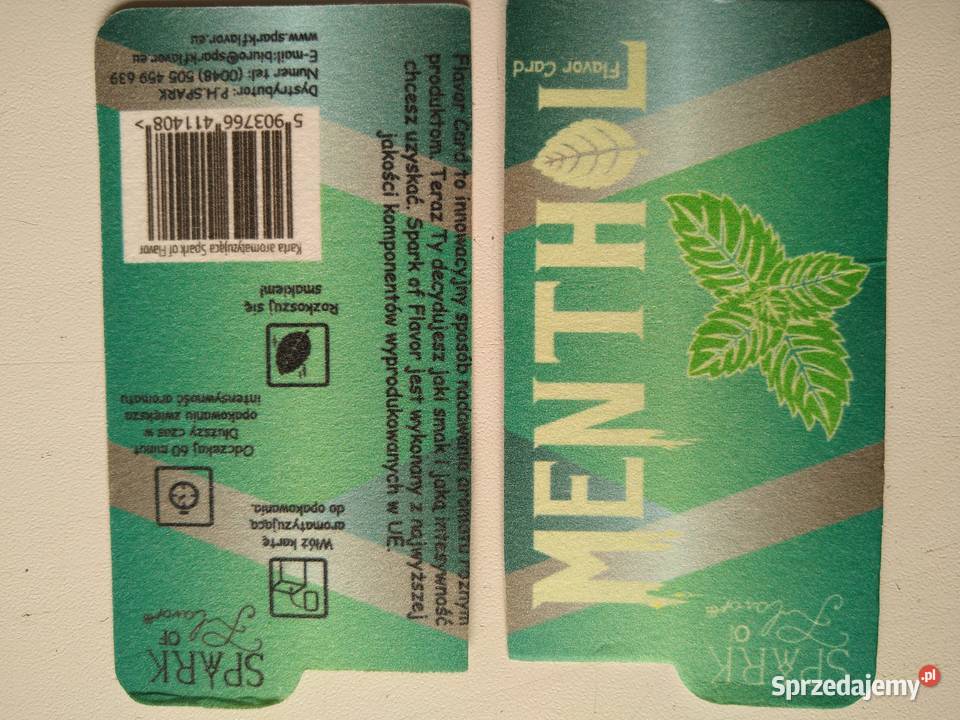 SPARK
OF
Flavor®
Włóż kartę
aromatyzującą
do opakowania.
Odczekaj 60 minut
Dłuższy czas w
opakowaniu zwiększa
intensywność aromatu
Rozkoszuj się
smakiem!
Karta aromatyzująca Spark of Flavor
5 903766 411408 >
Dystrybutor: P.H.SPARK
Numer tel: (0048) 505 459 639
E-mail:biuro@sparkflavor.eu
www.sparkflavor.eu
Flavor Card to innowacyjny sposób nadawania aromatu
produktom. Teraz Ty decydujesz jaki smak i jaką intesywność
chcesz uzyskać. Spark of Flavor jest wykonany z najwyższej
jakości komponentów wyprodukowanych w UE.
MENTHOL
Flavor Card
SPARK
OF
Flavor®
Sprzedajemy.pl